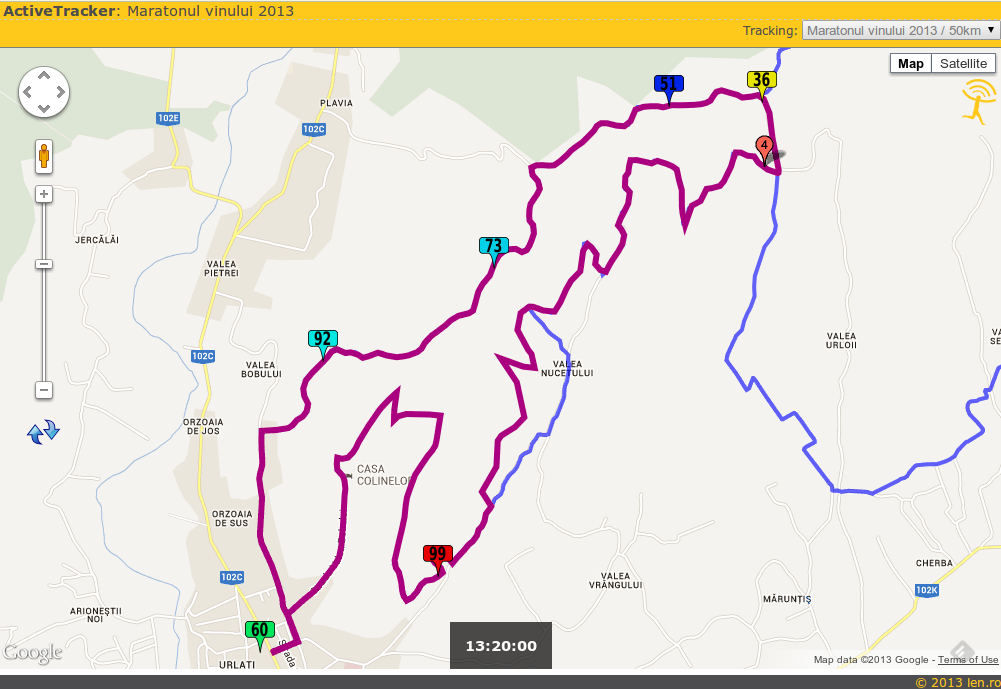 ActiveTracker: Maratonul vinului 2013
Tracking: Maratonul vinului 2013 / 50km
Map Satellite
51
36
PLAVIA
102E
102C
4
JERCĂLĂI
73
VALEA
PIETREI
92
102C
VALEA
BOBULUI
VALEA
NUCETULUI
VALEA
URLOII
VA
SE
ORZOAIA
DE JOS
CASA
COLINELOR
ORZOAIA
DE SUS
99
102C
CHERBA
VALEA
VRÂNGULUI
102K
MĂRUNȚIȘ
ARIONEȘTII
NOI
60
Strada
13:20:00
Google
URLATI
Map data ©2013 Google - Terms of Use
© 2013 len.ro